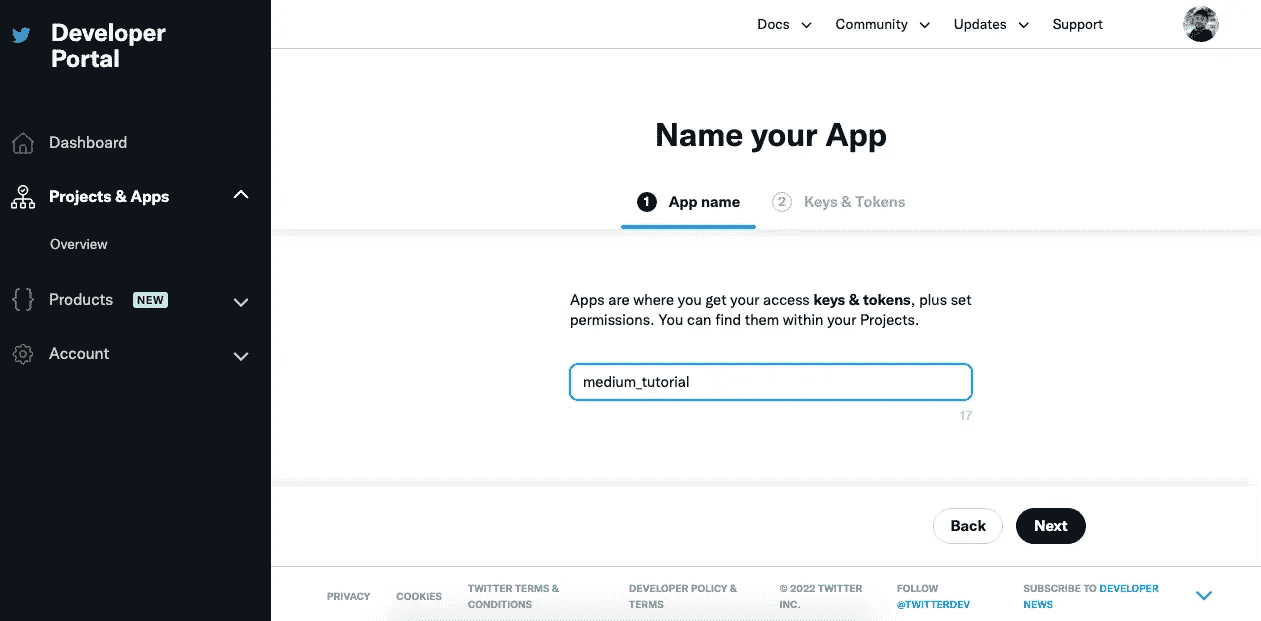 Developer
Portal
Dashboard
Projects & Apps
Overview
Products NEW
Account
Docs Community Updates Support
Name your App
1 App name 2 Keys & Tokens
Apps are where you get your access keys & tokens, plus set
permissions. You can find them within your Projects.
medium_tutorial
17
Back Next
PRIVACY
COOKIES
TWITTER TERMS &
CONDITIONS
DEVELOPER POLICY &
TERMS
© 2022 TWITTER
INC.
FOLLOW
@TWITTERDEV
SUBSCRIBE TO DEVELOPER
NEWS